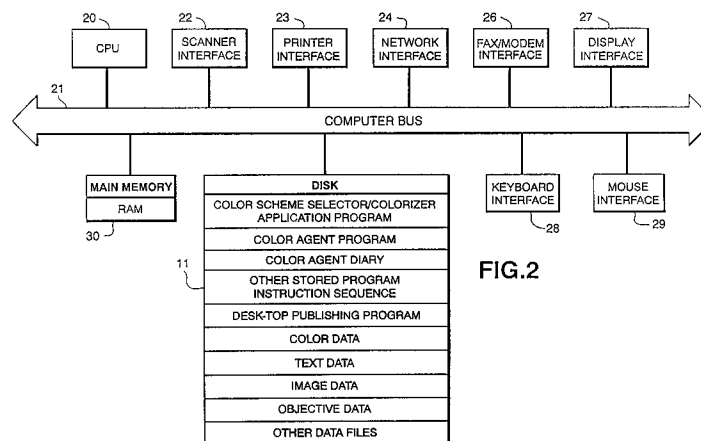 20
22
23
24
26
27
CPU
SCANNER
INTERFACE
PRINTER
INTERFACE
NETWORK
INTERFACE
FAX/MODEM
INTERFACE
DISPLAY
INTERFACE
21
COMPUTER BUS
MAIN MEMORY
RAM
30
DISK
COLOR SCHEME SELECTOR/COLORIZER
APPLICATION PROGRAM
COLOR AGENT PROGRAM
COLOR AGENT DIARY
OTHER STORED PROGRAM
INSTRUCTION SEQUENCE
DESK-TOP PUBLISHING PROGRAM
COLOR DATA
TEXT DATA
IMAGE DATA
OBJECTIVE DATA
OTHER DATA FILES
11
KEYBOARD
INTERFACE
28
MOUSE
INTERFACE
29
FIG.2